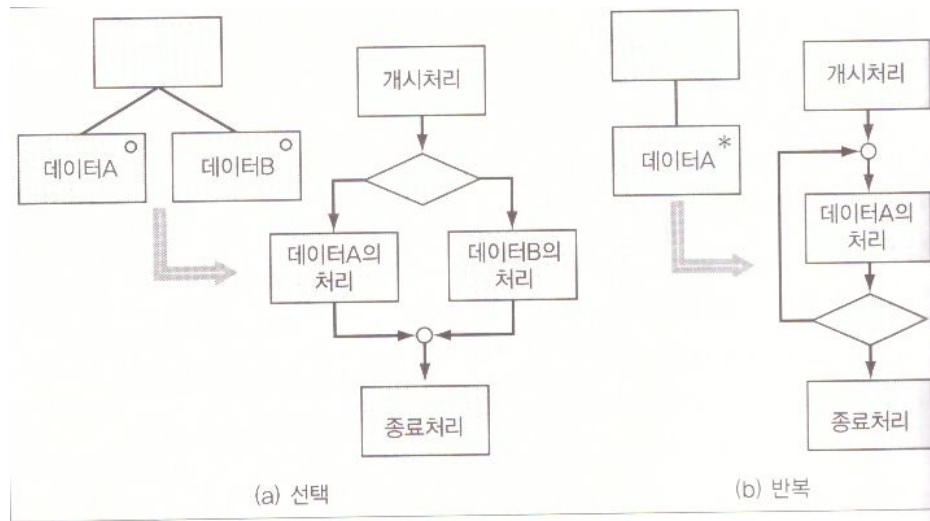 개시처리
데이터A
데이터B
데이터A의
처리
데이터B의
처리
종료처리
(a) 선택
개시처리
데이터A *
데이터A의
처리
종료처리
(b) 반복